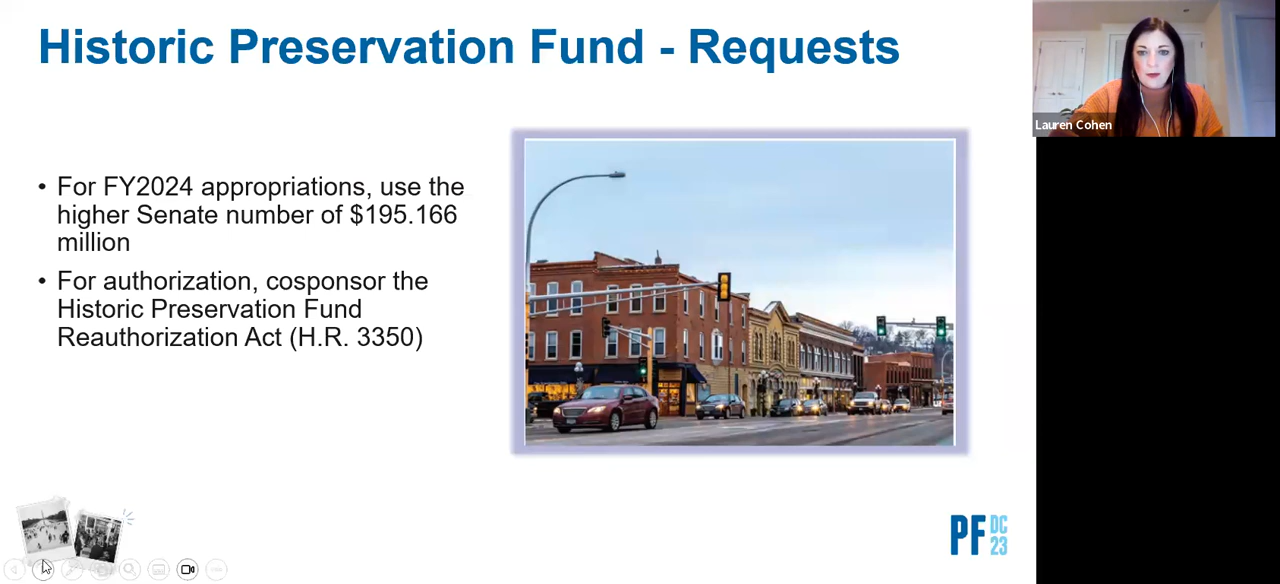 Historic Preservation Fund - Requests
Lauren Cohen
• For FY2024 appropriations, use the
higher Senate number of $195.166
million
• For authorization, cosponsor the
Historic Preservation Fund
Reauthorization Act (H.R. 3350)
PF DC
23